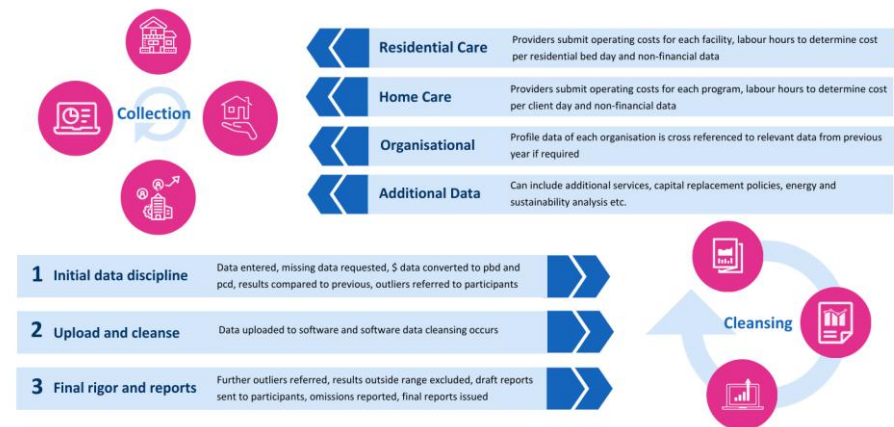 Collection
Residential Care
Providers submit operating costs for each facility, labour hours to determine cost
per residential bed day and non-financial data
Home Care
Providers submit operating costs for each program, labour hours to determine cost
per client day and non-financial data
Organisational
Profile data of each organisation is cross referenced to relevant data from previous
year if required
Additional Data
Can include additional services, capital replacement policies, energy and
sustainability analysis etc.
1 Initial data discipline
Data entered, missing data requested, $ data converted to pbd and
pcd, results compared to previous, outliers referred to participants
2 Upload and cleanse
Data uploaded to software and software data cleansing occurs
3 Final rigor and reports
Further outliers referred, results outside range excluded, draft reports
sent to participants, omissions reported, final reports issued
Cleansing